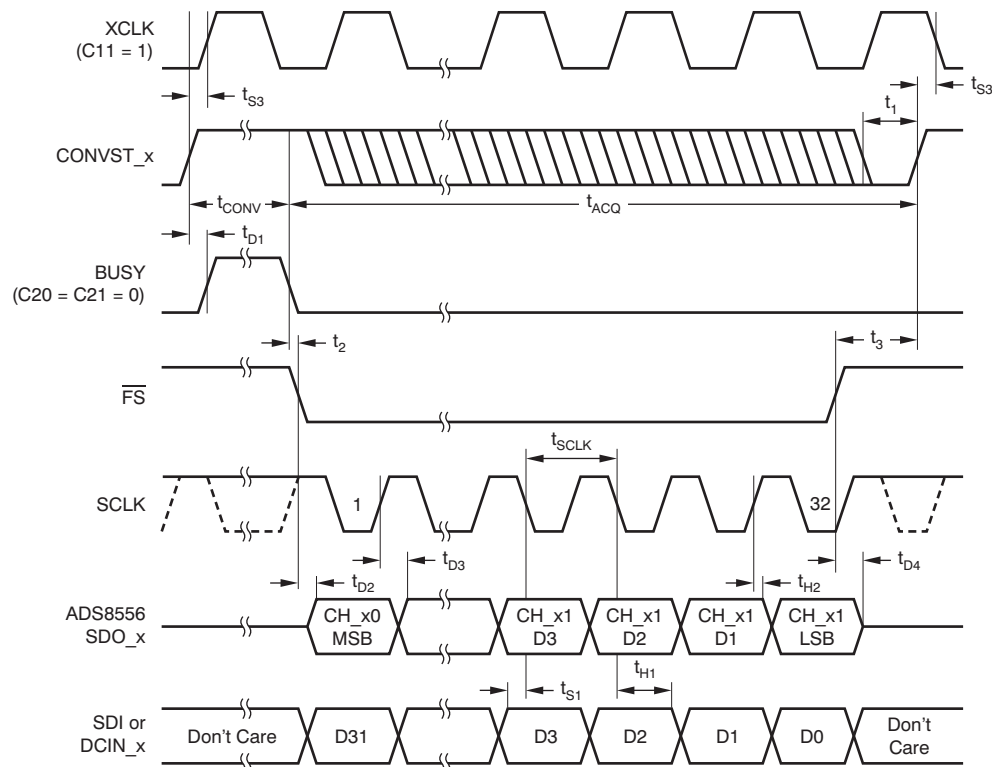 XCLK
(C11 = 1)
tS3
tS3
t1
CONVST_x
tCONV
tACQ
tD1
BUSY
(C20 = C21 = 0)
t2
t3
FS
tSCLK
SCLK
1
32
tD3
tD2
tH2
tD4
ADS8556
SDO_x
CH_x0
MSB
CH_x1
D3
CH_x1
D2
CH_x1
D1
CH_x1
LSB
tS1
tH1
SDI or
DCIN_x
Don't Care
D31
D3
D2
D1
D0
Don't
Care